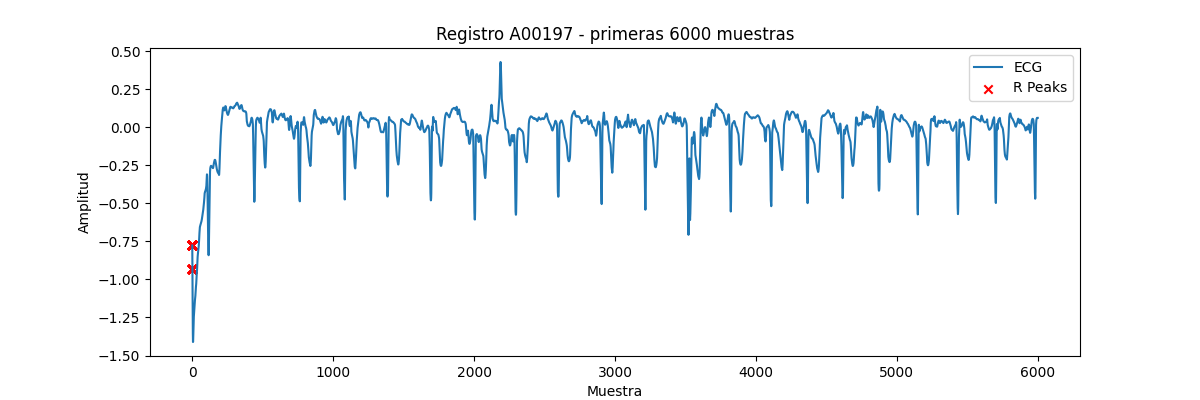 Registro A00197 - primeras 6000 muestras
ECG
R Peaks
Amplitud
0.50
0.25
0.00
−0.25
−0.50
−0.75
−1.00
−1.25
−1.50
0 1000 2000 3000 4000 5000 6000
Muestra